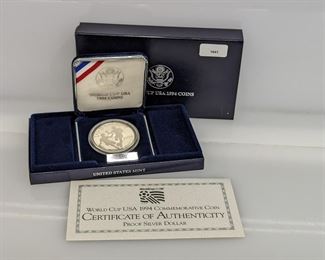 WORLD CUP USA
1994 COINS
WORLD CUP USA 1994 COINS
UNITED STATES MINT
WORLD CUP USA 1994 COMMEMORATIVE COIN
CERTIFICATE OF AUTHENTICITY
PROOF SILVER DOLLAR